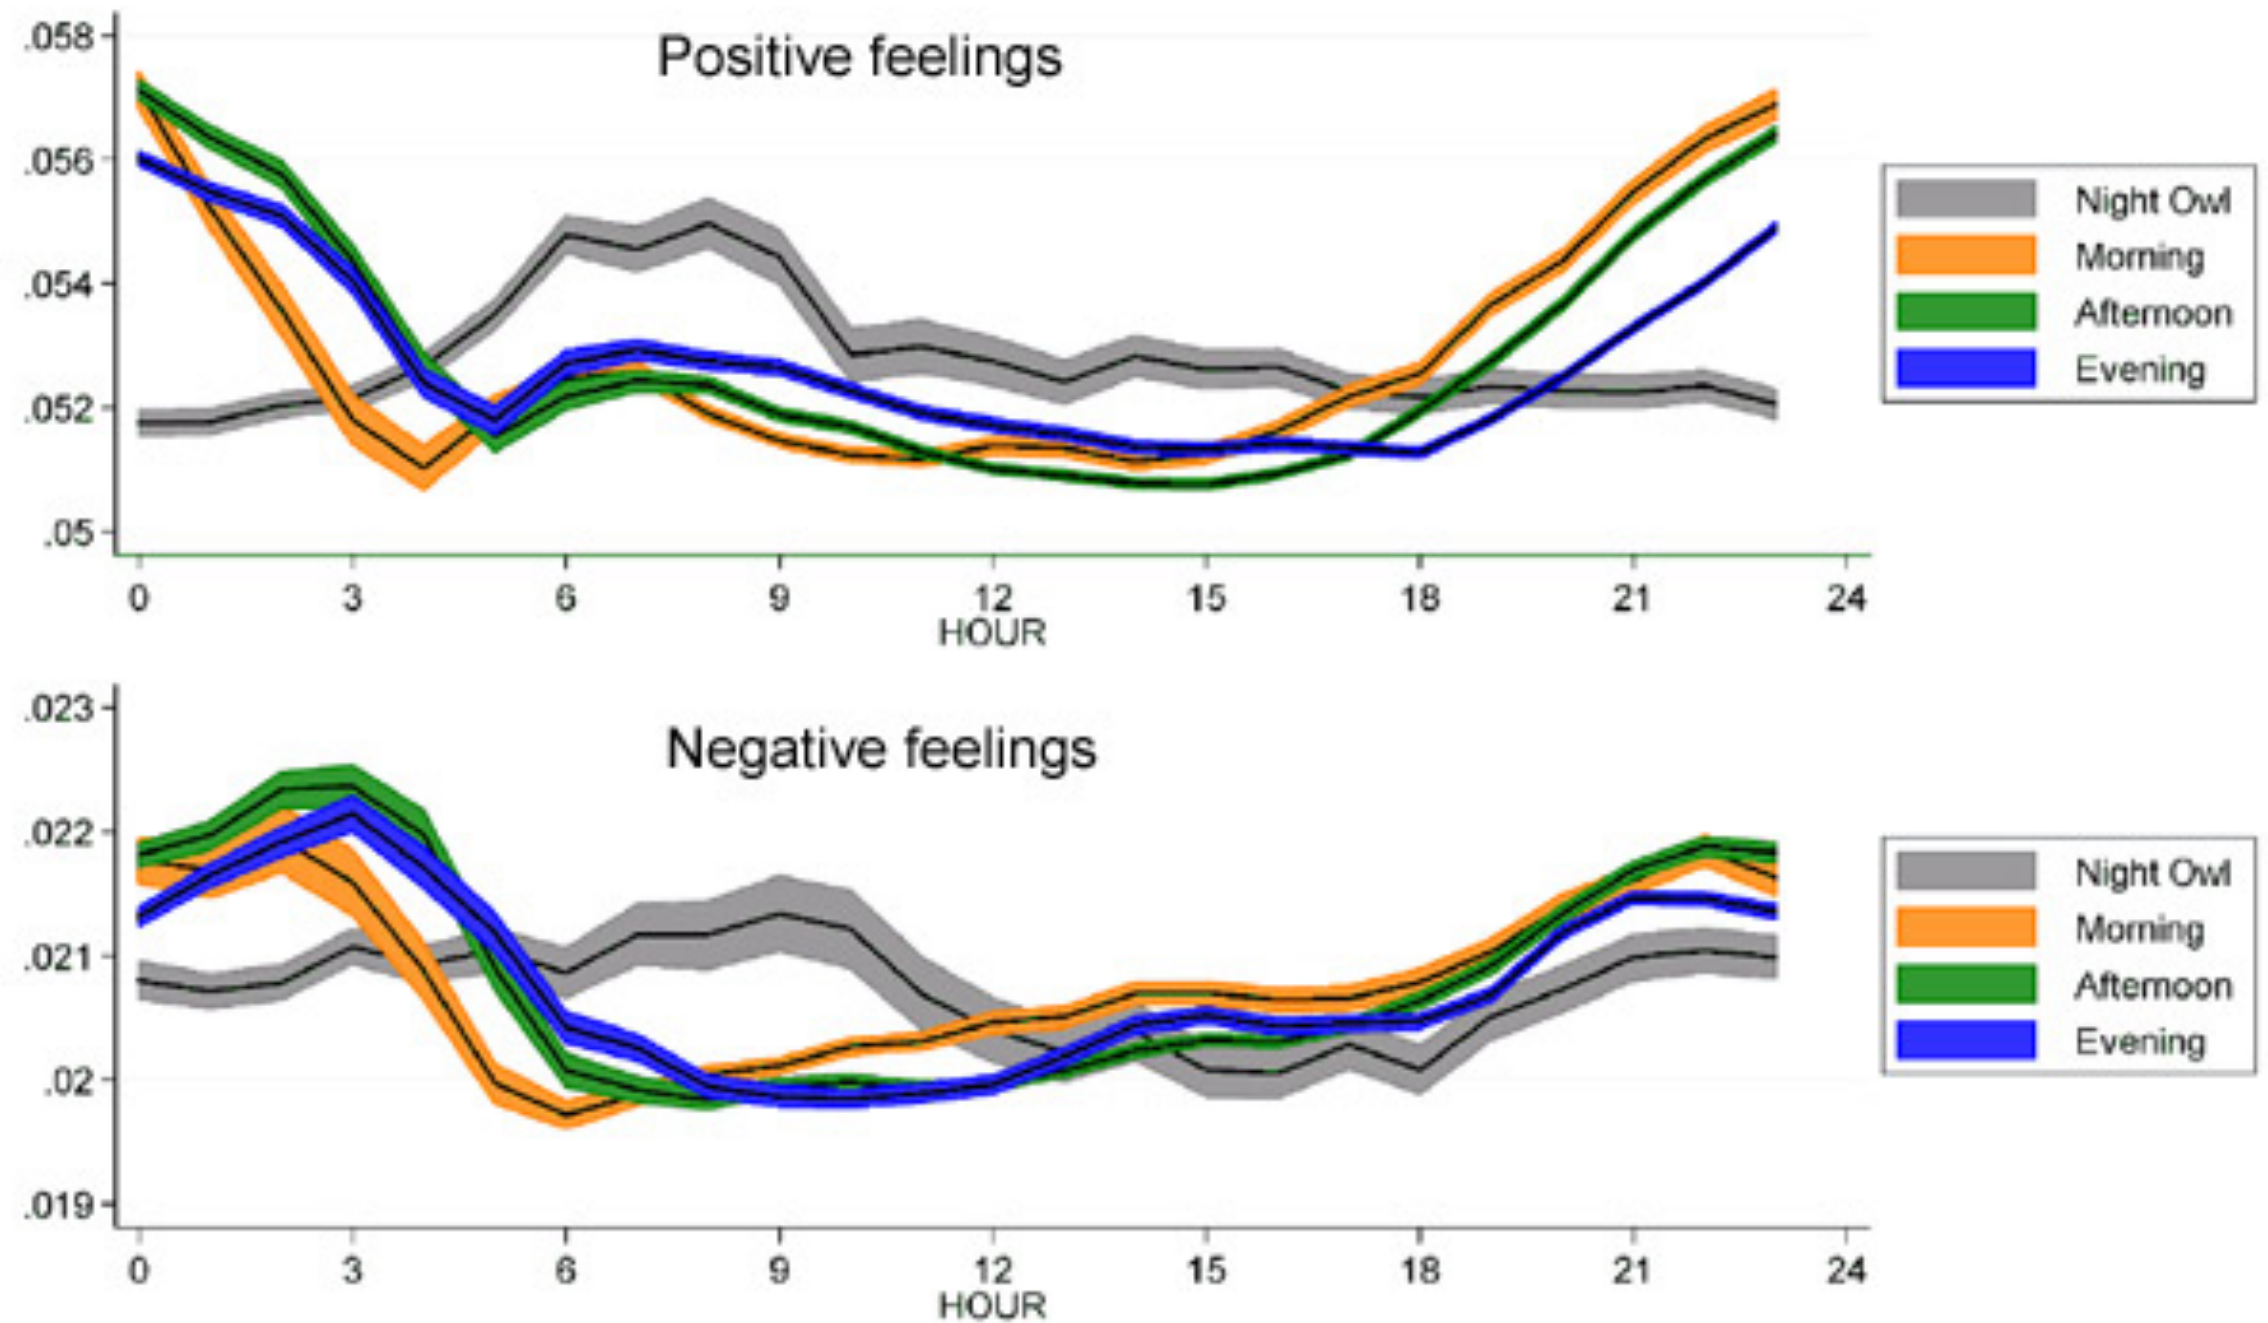 Positive feelings
.058
.056
.054
.052
.05
0 3 6 9 12 15 18 21 24
HOUR
Night Owl
Morning
Afternoon
Evening
Negative feelings
.023
.022
.021
.02
.019
0 3 6 9 12 15 18 21 24
HOUR
Night Owl
Morning
Afternoon
Evening